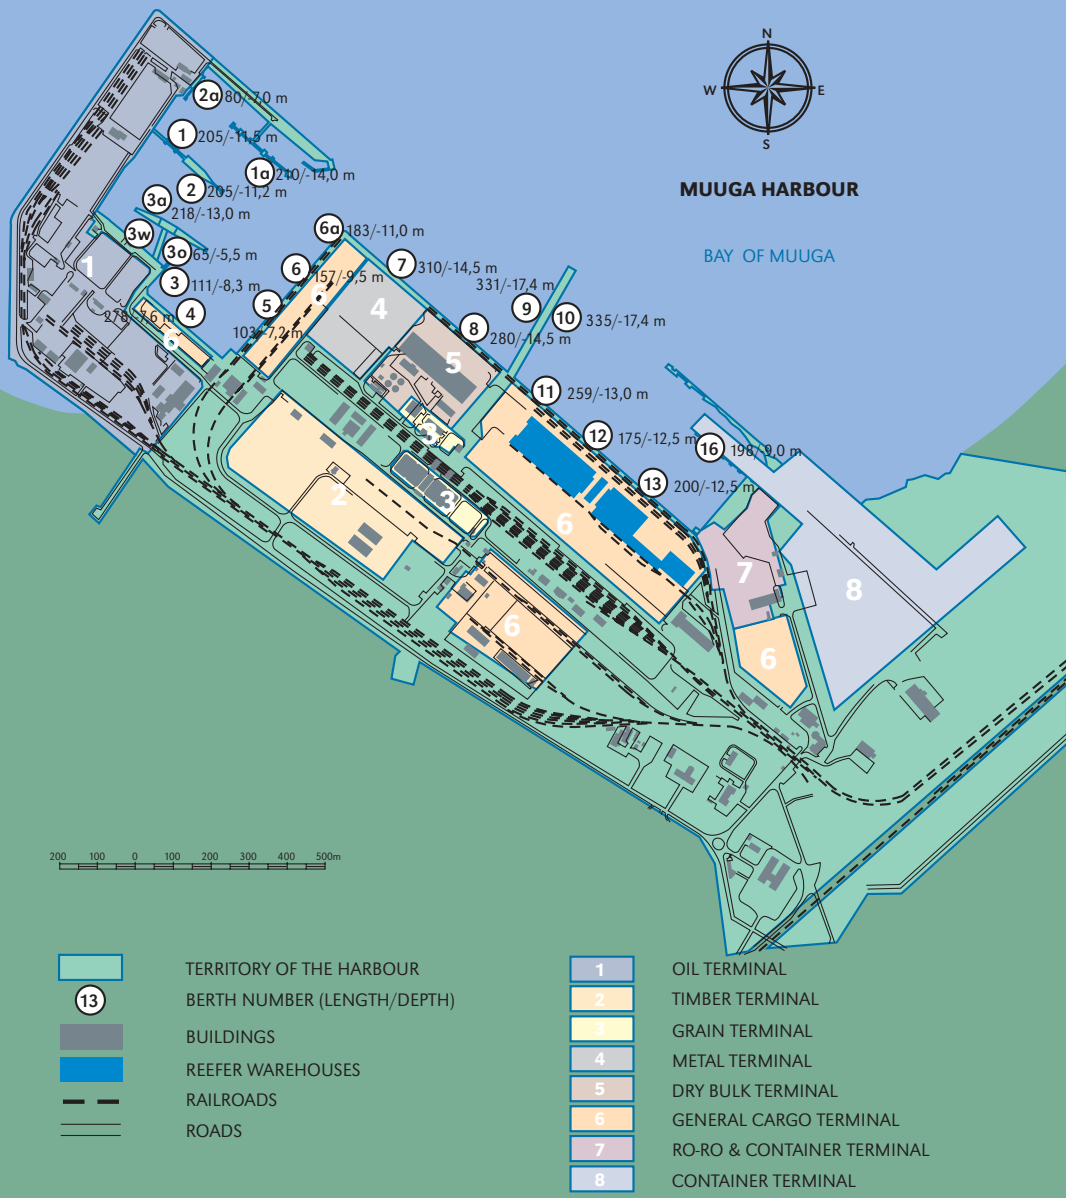 N
W
E
S
MUUGA HARBOUR
BAY OF MUUGA
2a 80/-7,0 m
1 205/-11,5 m
1a 210/-14,0 m
2 205/-11,2 m
3a
218/-13,0 m
3w
3o 65/-5,5 m
3 111/-8,3 m
278/-7,6 m 4
6a 183/-11,0 m
6 157/-9,5 m
5
103/-7,2 m
7 310/-14,5 m
331/-17,4 m
9
10 335/-17,4 m
8
280/-14,5 m
11 259/-13,0 m
12 175/-12,5 m
16 198/-9,0 m
13 200/-12,5 m
1
6
6
4
5
3
2
3
6
7
8
6
6
200 100 0 100 200 300 400 500m
TERRITORY OF THE HARBOUR
13 BERTH NUMBER (LENGTH/DEPTH)
BUILDINGS
REEFER WAREHOUSES
RAILROADS
ROADS
1 OIL TERMINAL
2 TIMBER TERMINAL
3 GRAIN TERMINAL
4 METAL TERMINAL
5 DRY BULK TERMINAL
6 GENERAL CARGO TERMINAL
7 RO-RO & CONTAINER TERMINAL
8 CONTAINER TERMINAL